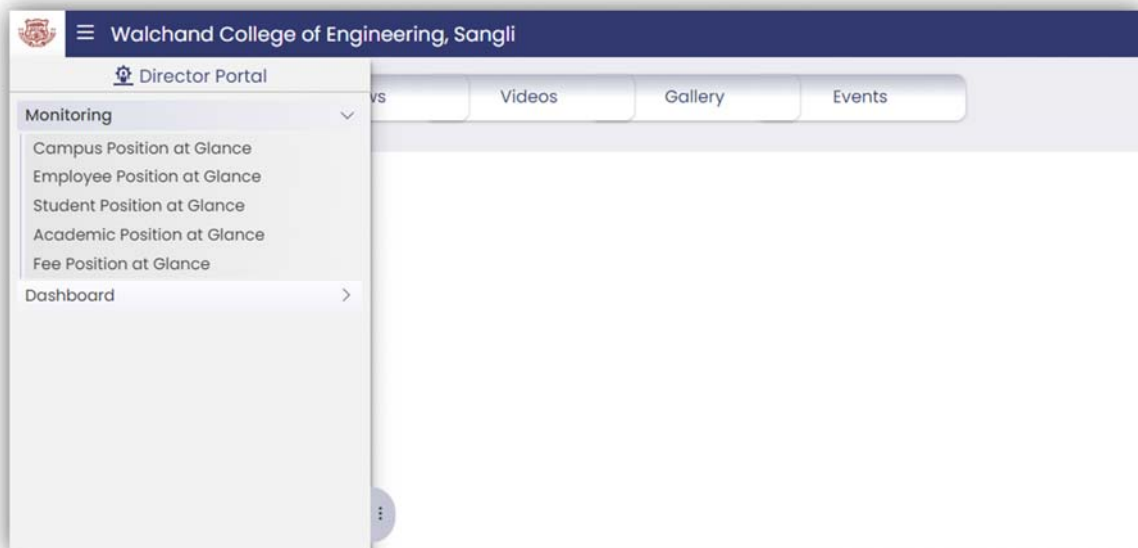 Walchand College of Engineering, Sangli
Director Portal
Videos
Gallery
Events
Monitoring
Campus Position at Glance
Employee Position at Glance
Student Position at Glance
Academic Position at Glance
Fee Position at Glance
Dashboard